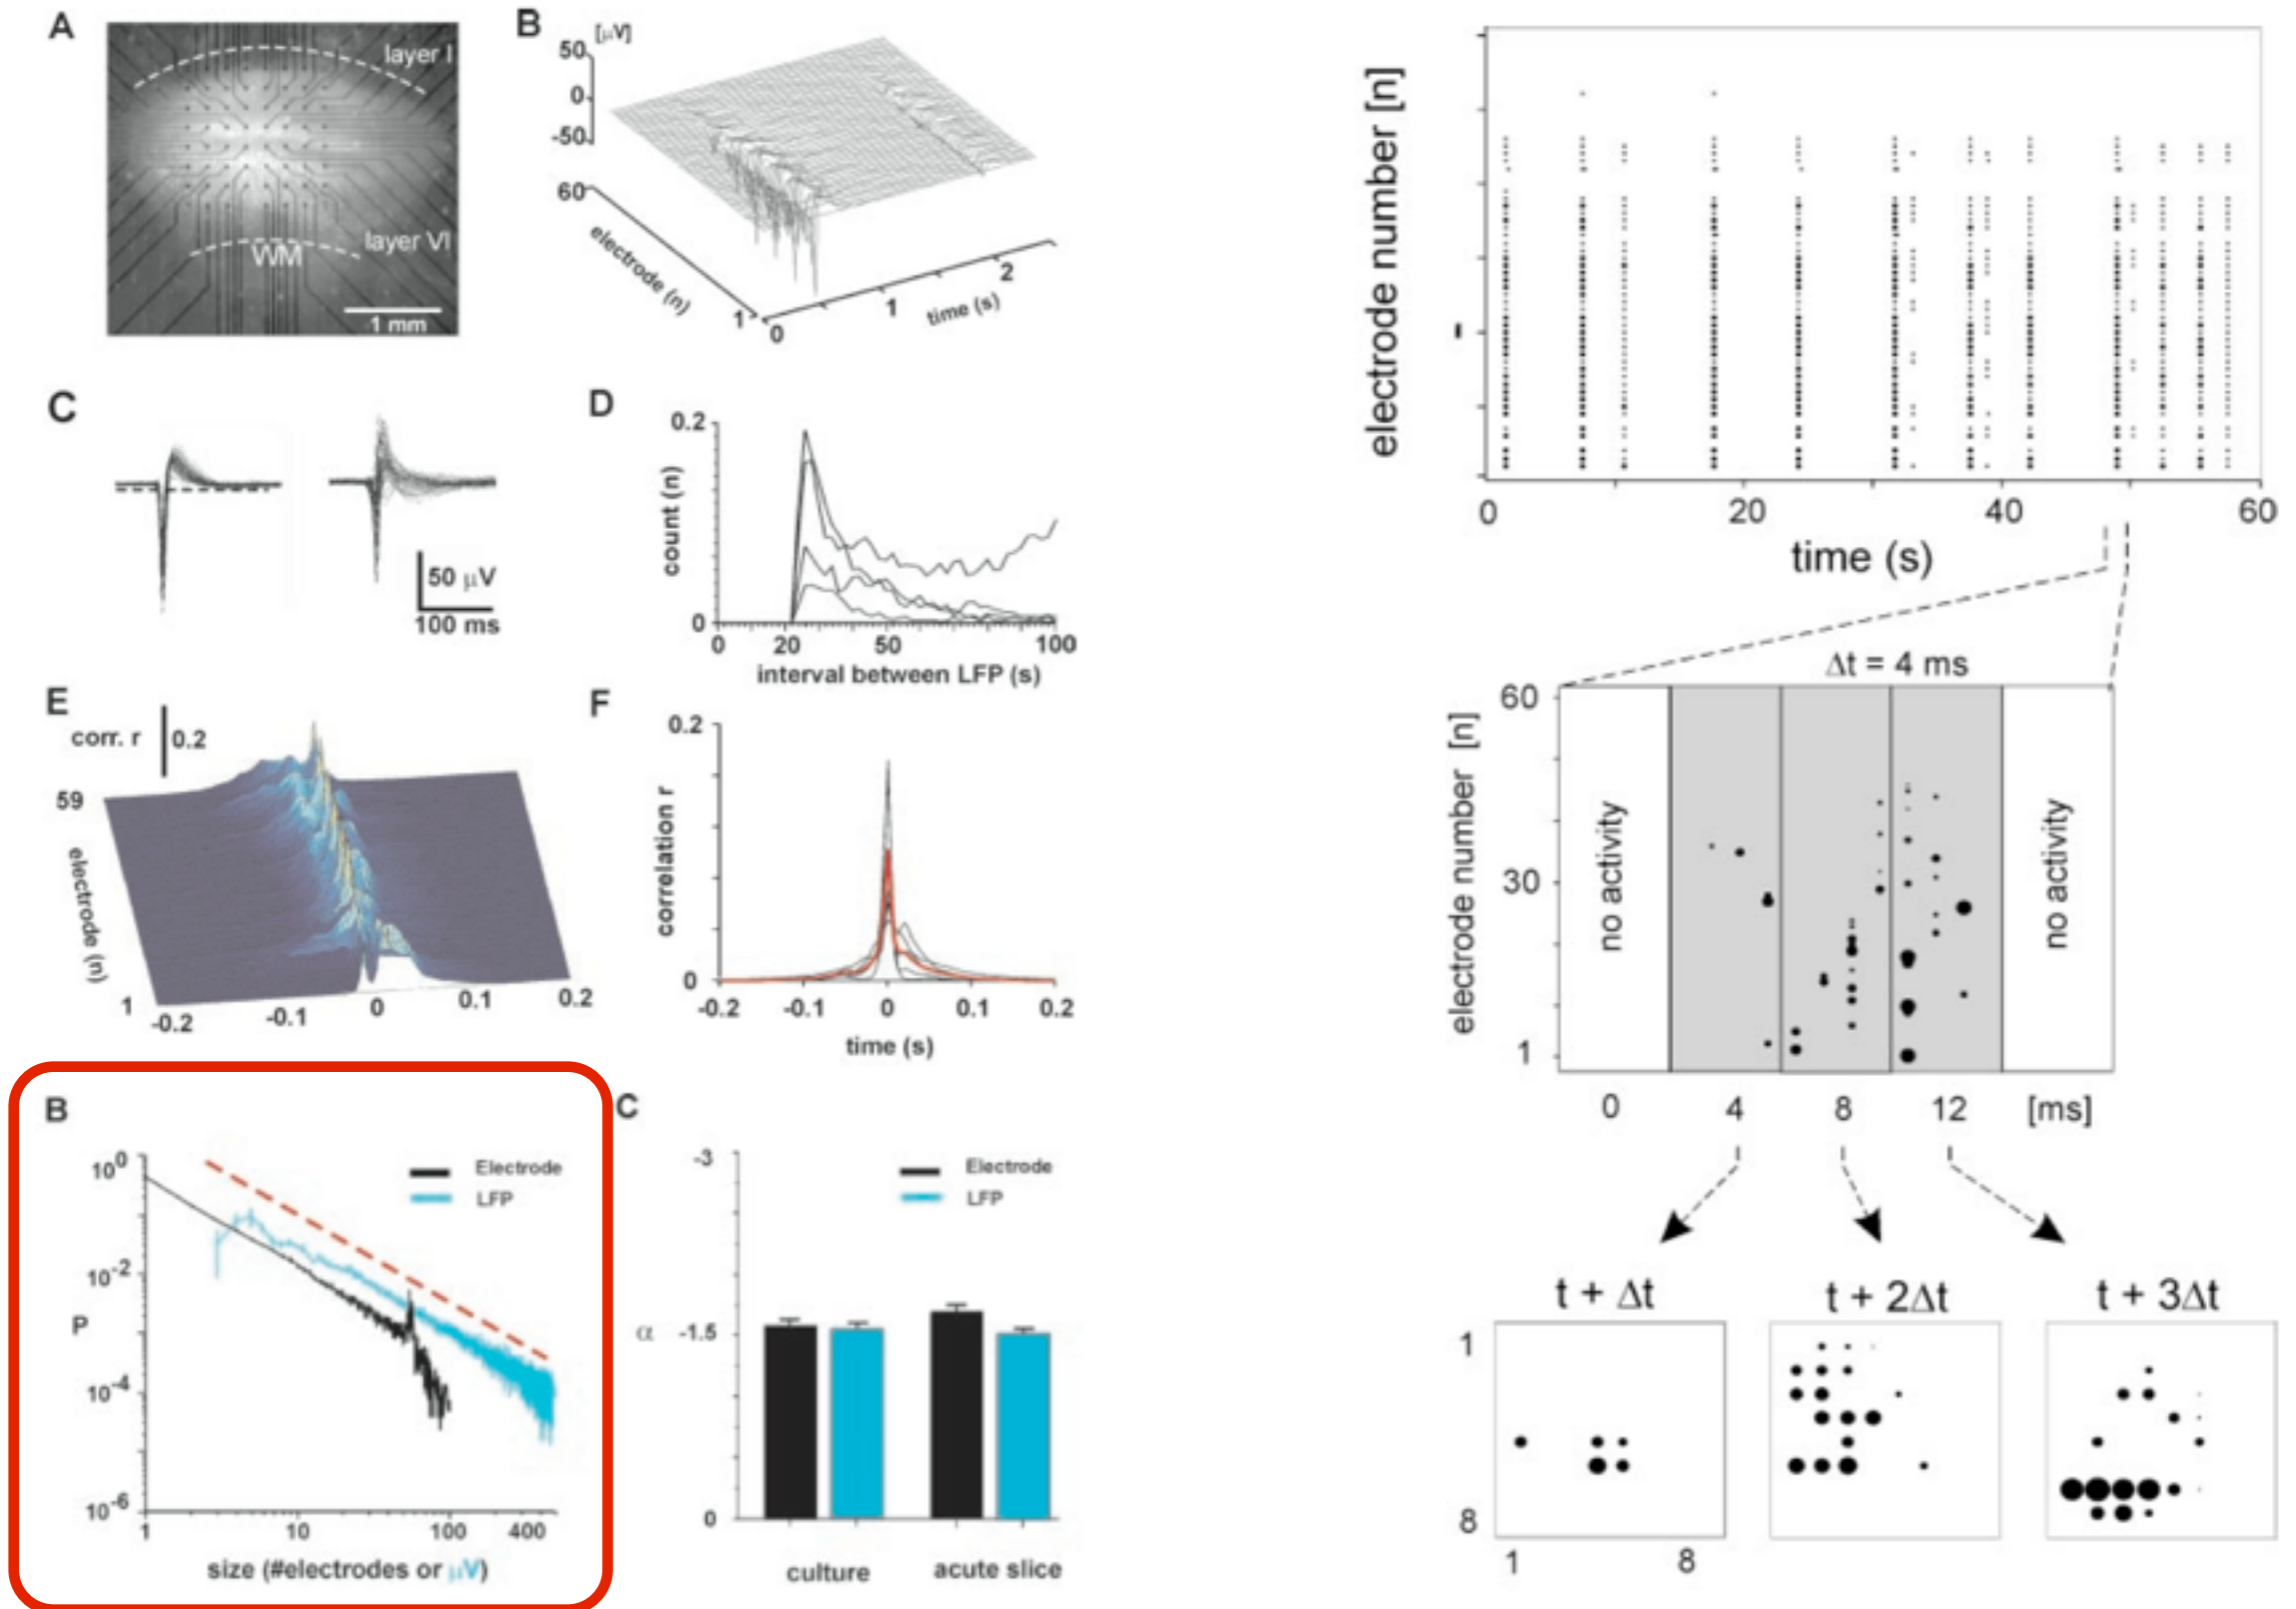 A
layer I
layer VI
WM
1 mm
B
[μV]
50
0
-50
60
electrode (n)
1
0
1
2
time (s)
C
50 μV
100 ms
D
0.2
count (n)
0
0
20
50
100
interval between LFP (s)
E
corr. r
0.2
59
electrode (n)
1
-0.2
-0.1
0
0.1
0.2
F
0.2
correlation r
0
-0.2
-0.1
0
0.1
0.2
time (s)
B
Electrode
LFP
10^0
10^-2
P
10^-4
10^-6
1
10
100
400
size (#electrodes or μV)
C
Electrode
LFP
-3
α
-1.5
0
culture
acute slice
electrode number [n]
0
20
40
60
time (s)
Δt = 4 ms
60
electrode number [n]
30
1
no activity
no activity
0
4
8
12
[ms]
t + Δt
t + 2Δt
t + 3Δt
1
8
1
8